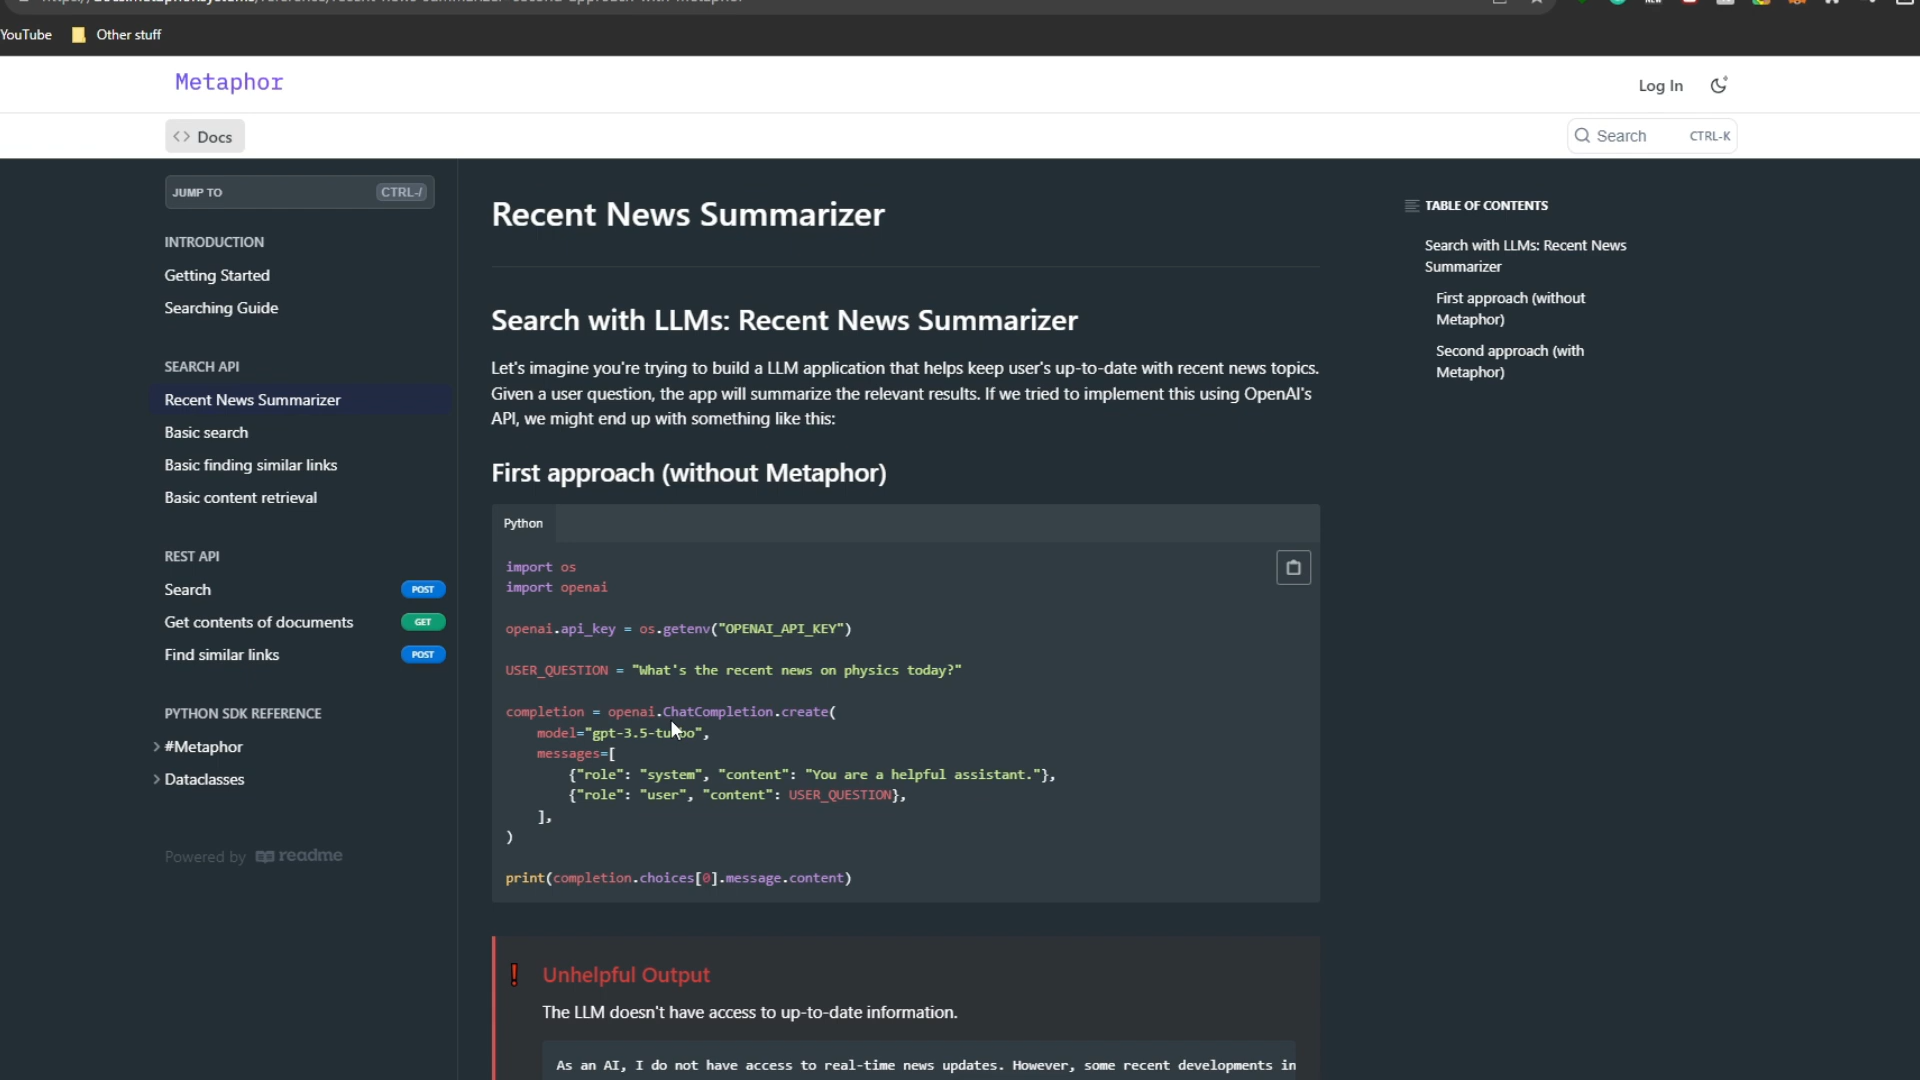 YouTube
Other stuff
Metaphor
Log In
<> Docs
Search CTRL-K
JUMP TO CTRL-/
INTRODUCTION
Getting Started
Searching Guide
SEARCH API
Recent News Summarizer
Basic search
Basic finding similar links
Basic content retrieval
REST API
Search POST
Get contents of documents GET
Find similar links POST
PYTHON SDK REFERENCE
#Metaphor
Dataclasses
Powered by readme
Recent News Summarizer
Search with LLMs: Recent News Summarizer
Let's imagine you're trying to build a LLM application that helps keep user's up-to-date with recent news topics.
Given a user question, the app will summarize the relevant results. If we tried to implement this using OpenAI's
API, we might end up with something like this:
First approach (without Metaphor)
Python
import os
import openai
openai.api_key = os.getenv("OPENAI_API_KEY")
USER_QUESTION = "What's the recent news on physics today?"
completion = openai.ChatCompletion.create(
model="gpt-3.5-turbo",
messages=[
{"role": "system", "content": "You are a helpful assistant."},
{"role": "user", "content": USER_QUESTION},
],
)
print(completion.choices[0].message.content)
! Unhelpful Output
The LLM doesn't have access to up-to-date information.
As an AI, I do not have access to real-time news updates. However, some recent developments in
TABLE OF CONTENTS
Search with LLMs: Recent News
Summarizer
First approach (without
Metaphor)
Second approach (with
Metaphor)